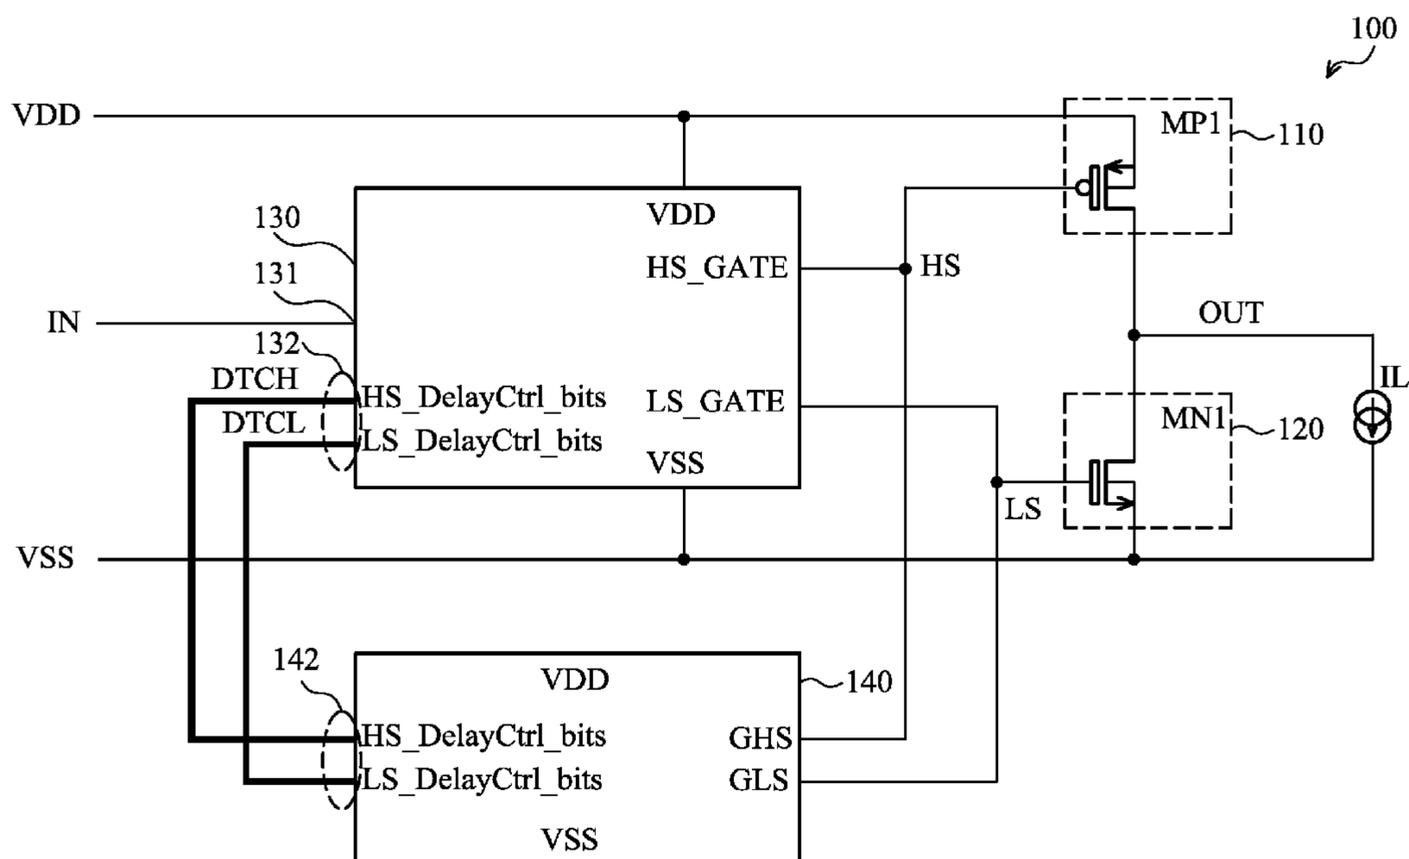 100
VDD
MP1
110
130
VDD
131
HS_GATE
HS
IN
OUT
132
DTCH
HS_DelayCtrl_bits
LS_GATE
IL
DTCL
LS_DelayCtrl_bits
MN1
120
VSS
LS
VSS
142
VDD
140
HS_DelayCtrl_bits
GHS
LS_DelayCtrl_bits
GLS
VSS